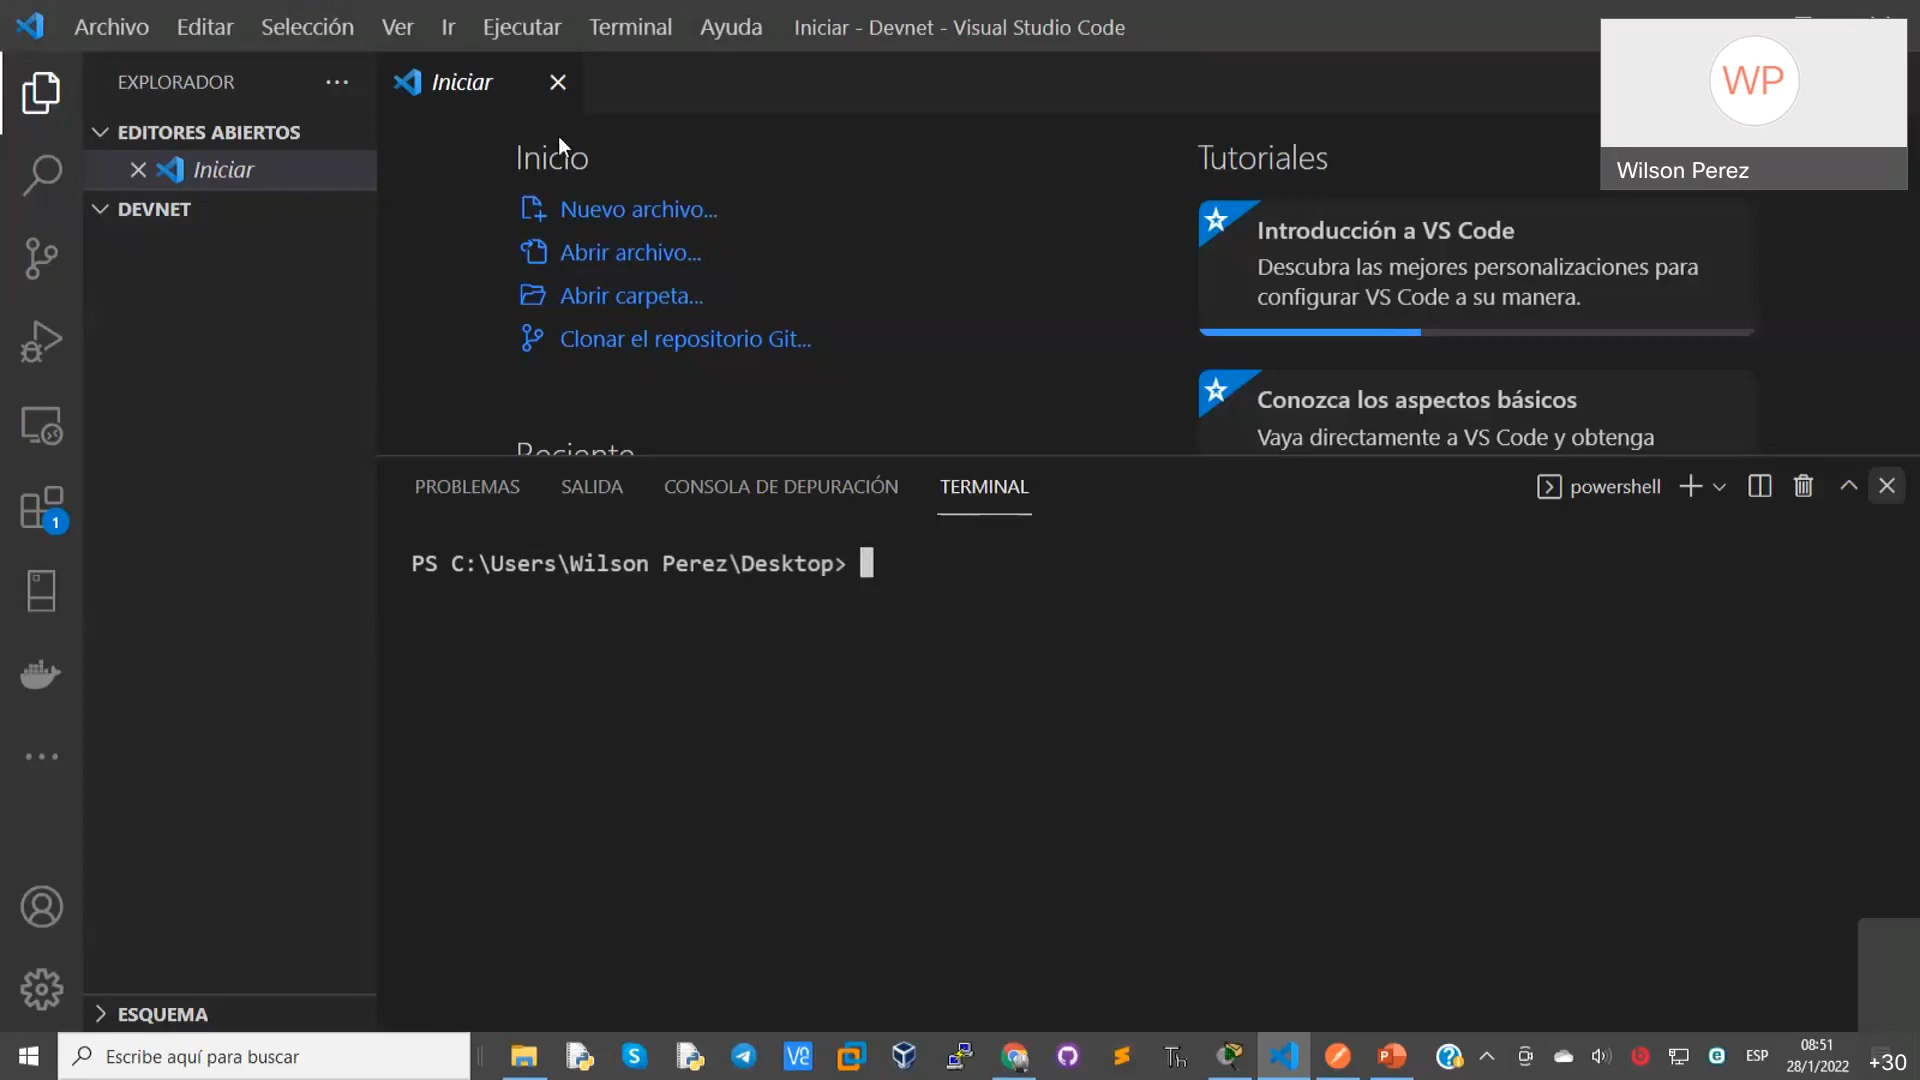 Archivo Editar Selección Ver Ir Ejecutar Terminal Ayuda Iniciar - Devnet - Visual Studio Code
EXPLORADOR
EDITORES ABIERTOS
Iniciar
DEVNET
ESQUEMA
1
Iniciar
Inicio
Nuevo archivo...
Abrir archivo...
Abrir carpeta...
Clonar el repositorio Git...
Reciente
Tutoriales
Introducción a VS Code
Descubra las mejores personalizaciones para
configurar VS Code a su manera.
Conozca los aspectos básicos
Vaya directamente a VS Code y obtenga
WP
Wilson Perez
PROBLEMAS SALIDA CONSOLA DE DEPURACIÓN TERMINAL powershell
PS C:\Users\Wilson Perez\Desktop>
Escribe aquí para buscar
ESP
08:51
28/1/2022
+30